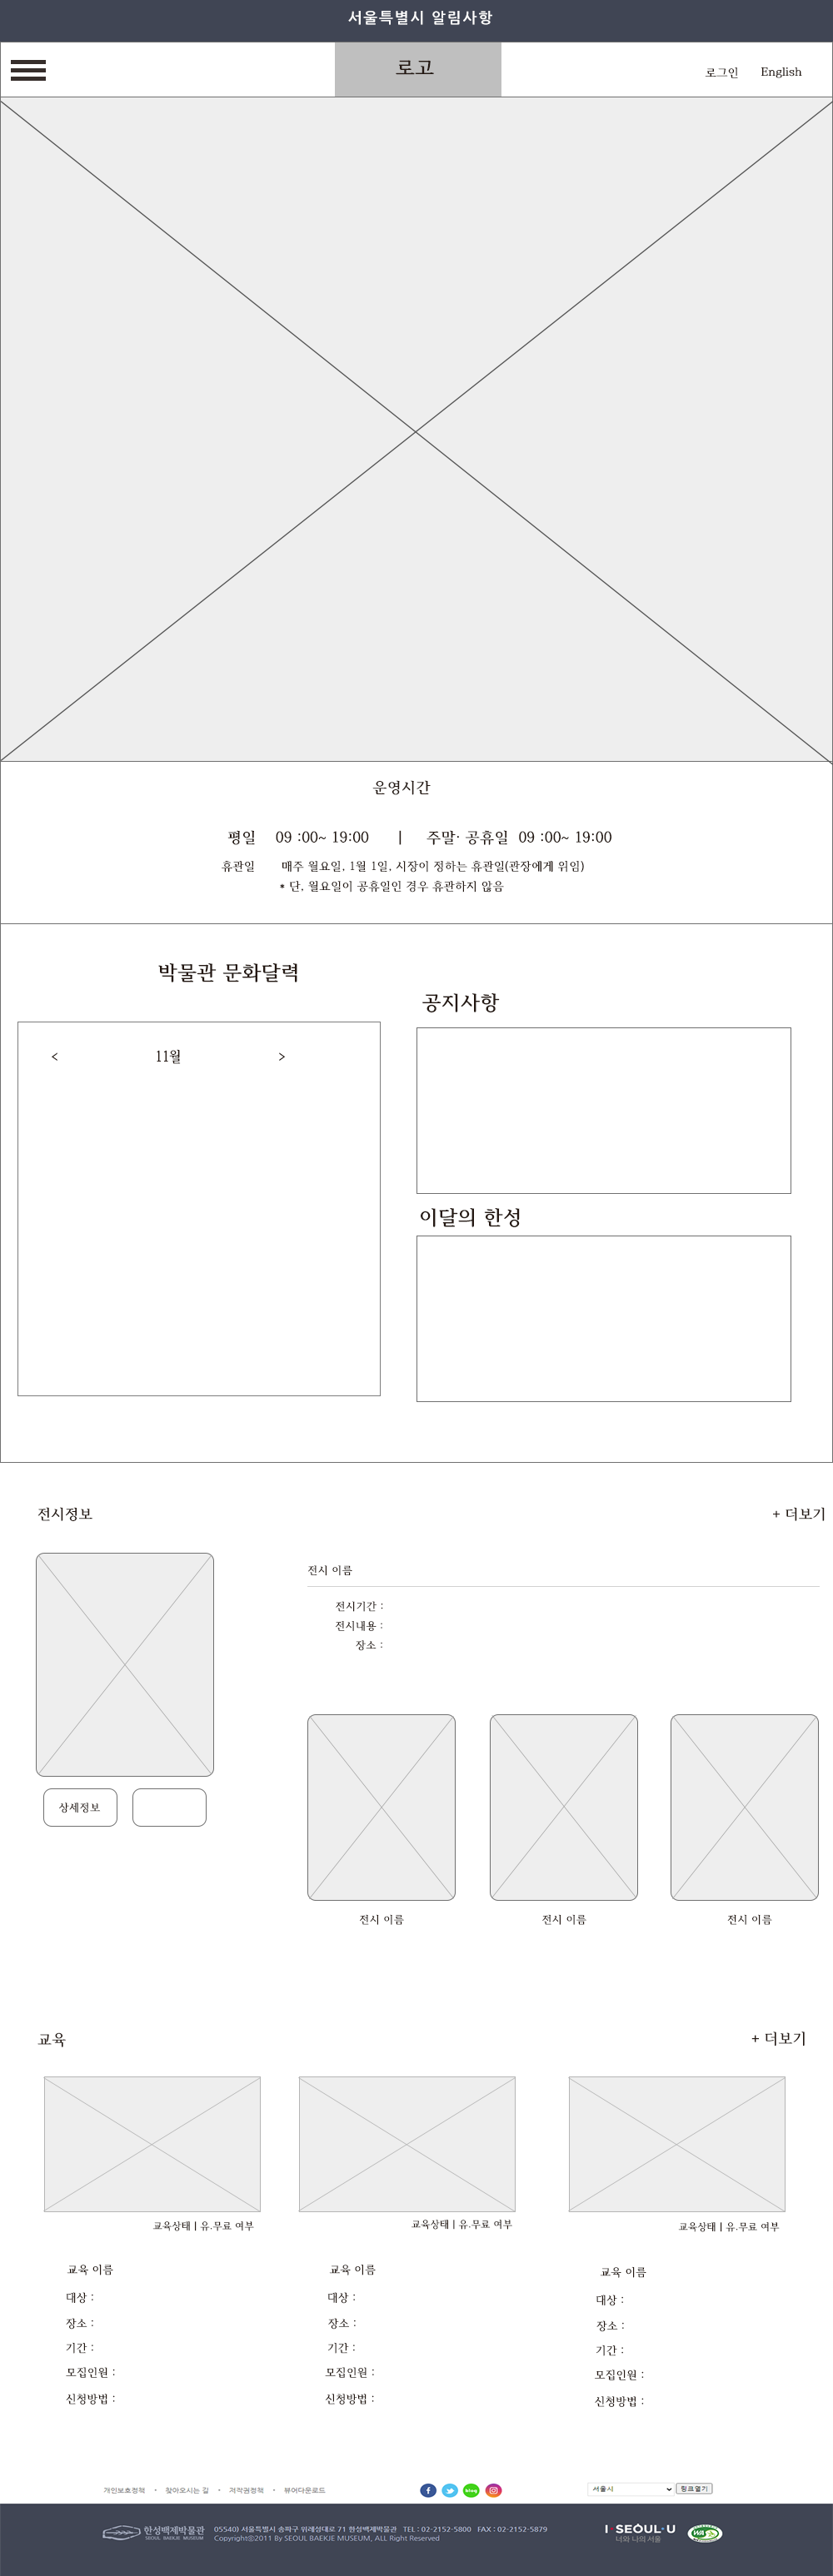 서울특별시 알림사항
로고
로그인 English
운영시간
평일 09 :00~ 19:00 | 주말· 공휴일 09 :00~ 19:00
휴관일 매주 월요일, 1월 1일, 시장이 정하는 휴관일(관장에게 위임)
* 단, 월요일이 공휴일인 경우 휴관하지 않음
박물관 문화달력
< 11월 >
공지사항
이달의 한성
전시정보
+ 더보기
상세정보
전시 이름
전시기간 :
전시내용 :
장소 :
전시 이름
전시 이름
전시 이름
교육
+ 더보기
교육상태 | 유.무료 여부
교육 이름
대상 :
장소 :
기간 :
모집인원 :
신청방법 :
교육상태 | 유.무료 여부
교육 이름
대상 :
장소 :
기간 :
모집인원 :
신청방법 :
교육상태 | 유.무료 여부
교육 이름
대상 :
장소 :
기간 :
모집인원 :
신청방법 :
개인보호정책 • 찾아오시는 길 • 저작권정책 • 뷰어다운로드
blog
서울시
링크열기
한성백제박물관
SEOUL BAEKJE MUSEUM
05540) 서울특별시 송파구 위례성대로 71 한성백제박물관 TEL : 02-2152-5800 FAX : 02-2152-5879
Copyrightⓒ2011 By SEOUL BAEKJE MUSEUM, ALL Right Reserved
I·SEOUL·U
너와 나의 서울
WA